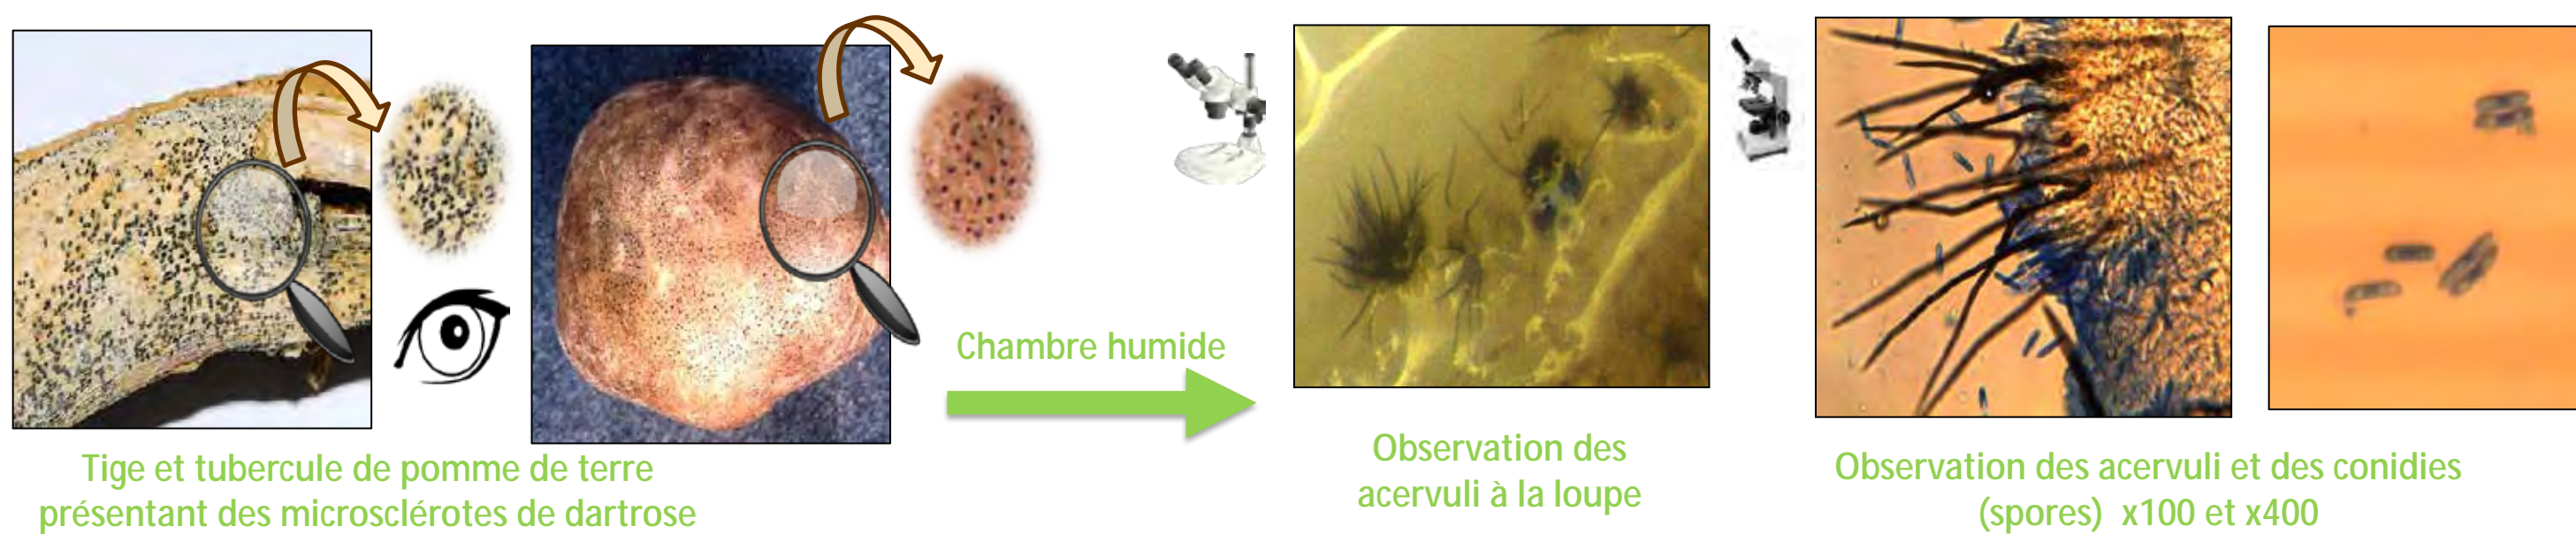 Tige et tubercule de pomme de terre
présentant des microsclérotes de dartrose
Chambre humide
Observation des
acervuli à la loupe
Observation des acervuli et des conidies
(spores) x100 et x400